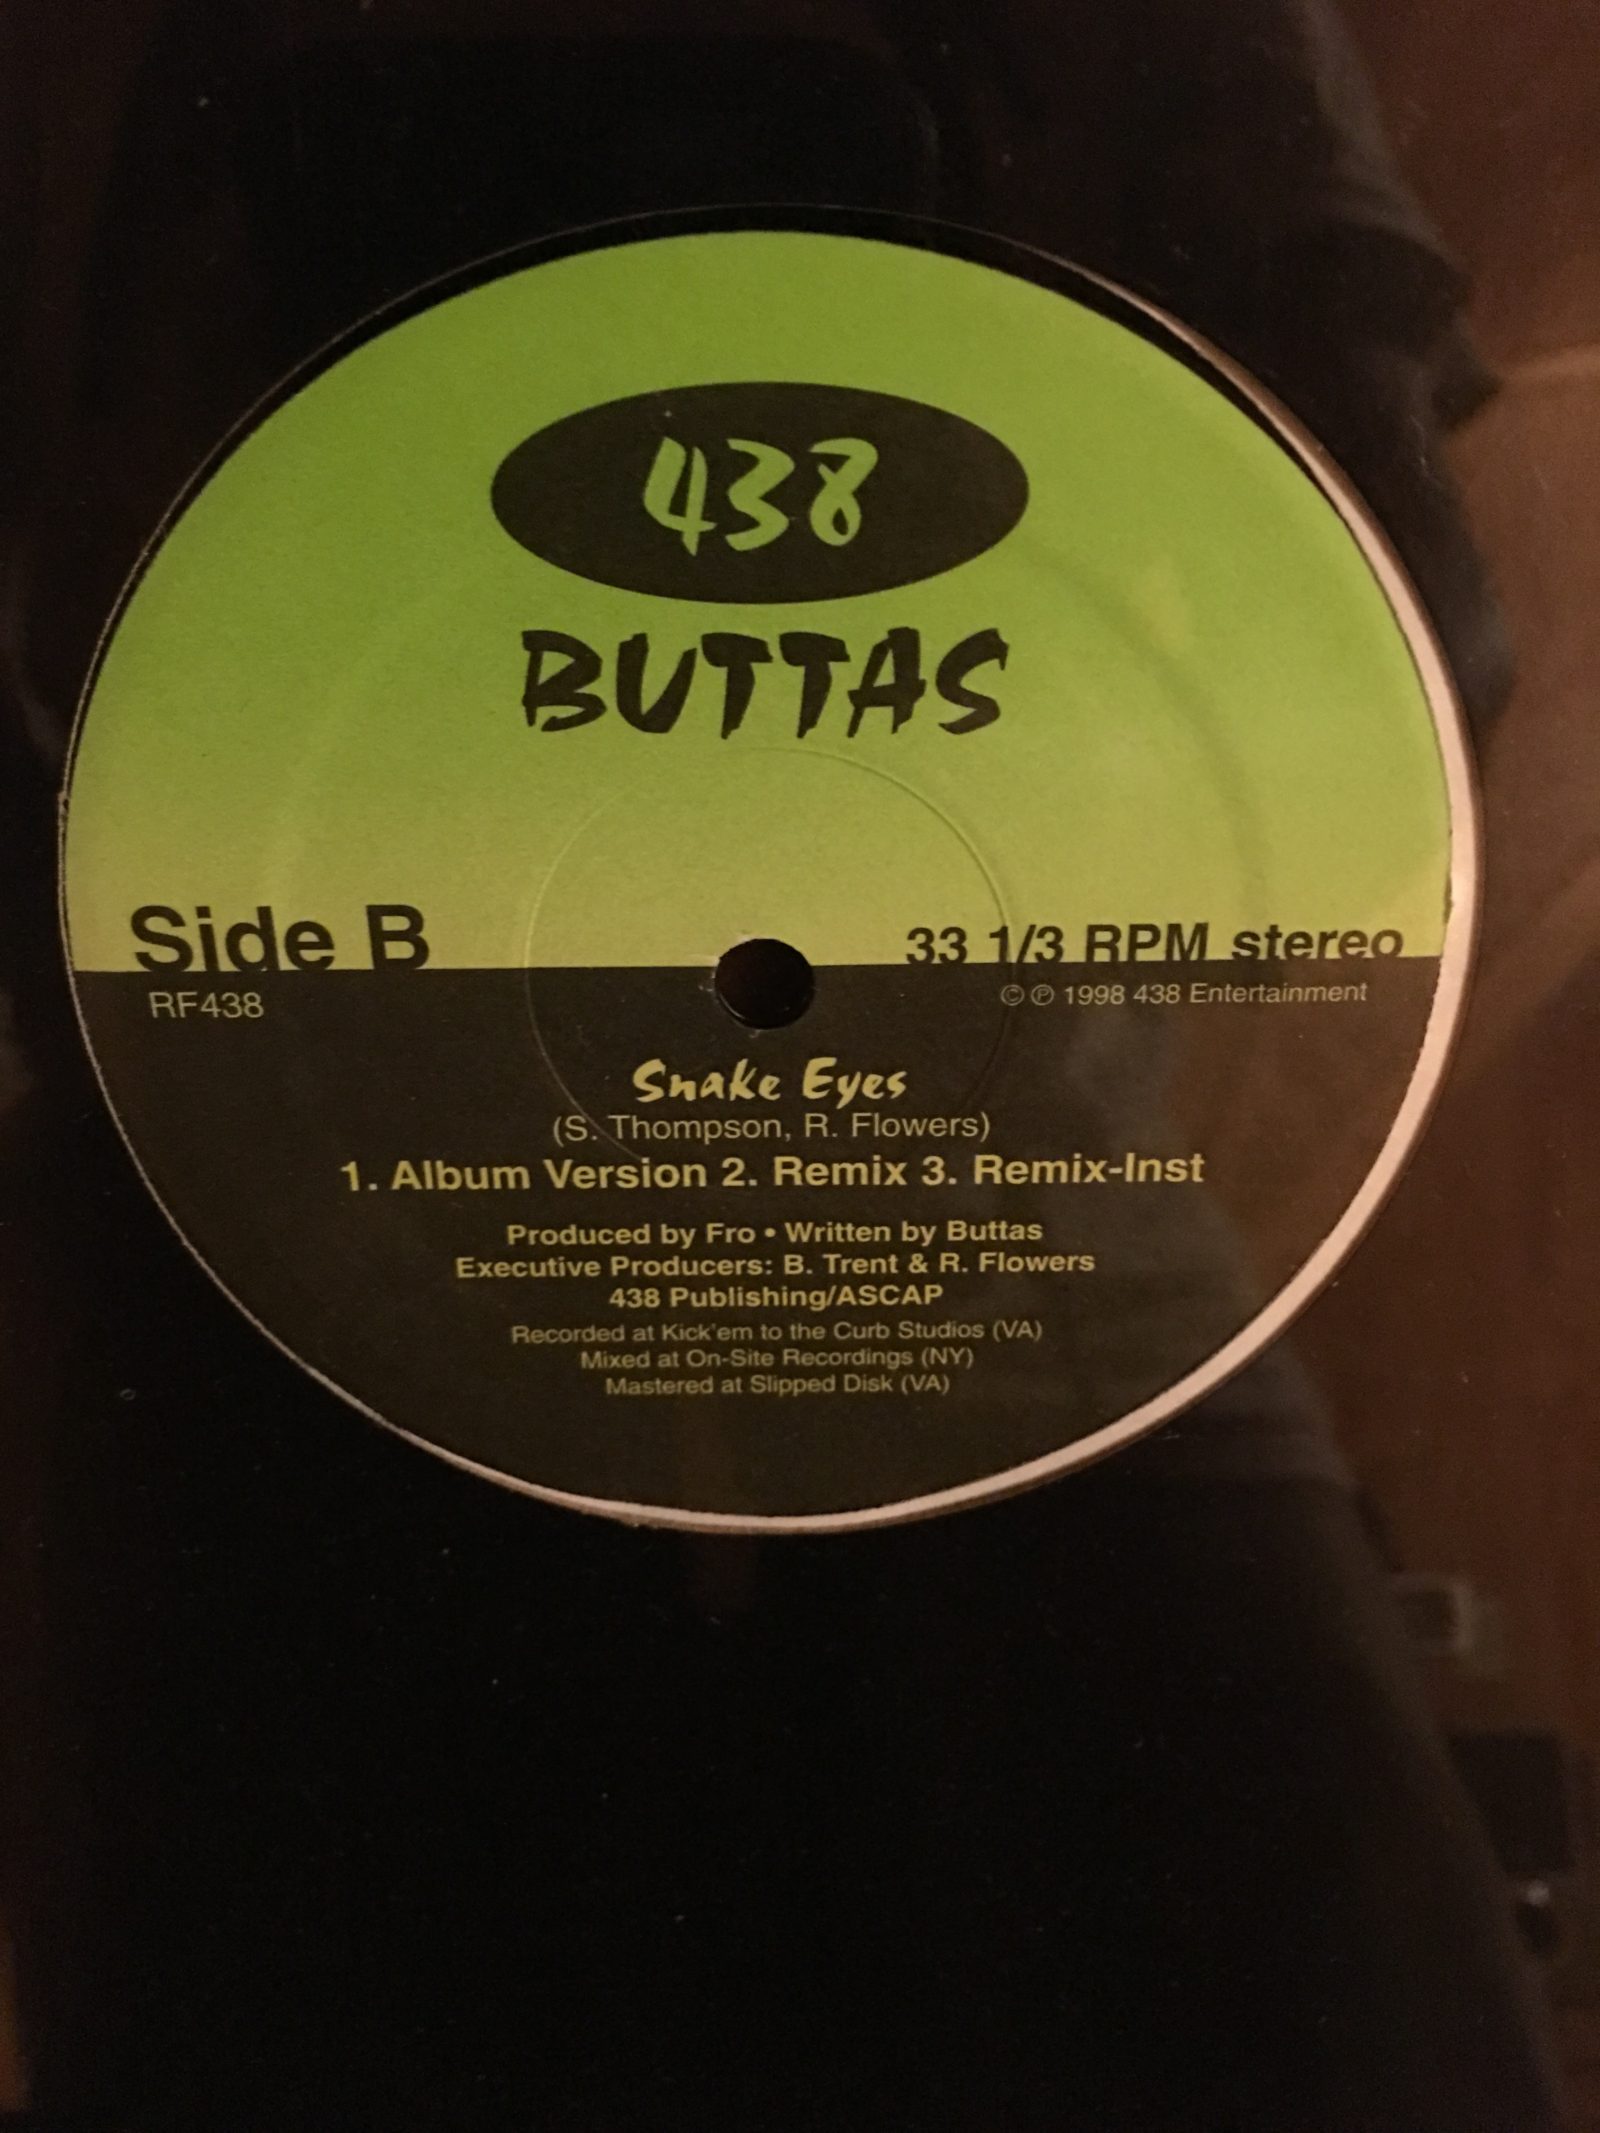 438
BUTTAS
Side B
33 1/3 RPM stereo
RF438
© ℗ 1998 438 Entertainment
Snake Eyes
(S. Thompson, R. Flowers)
1. Album Version 2. Remix 3. Remix-Inst
Produced by Fro • Written by Buttas
Executive Producers: B. Trent & R. Flowers
438 Publishing/ASCAP
Recorded at Kick'em to the Curb Studios (VA)
Mixed at On-Site Recordings (NY)
Mastered at Slipped Disk (VA)